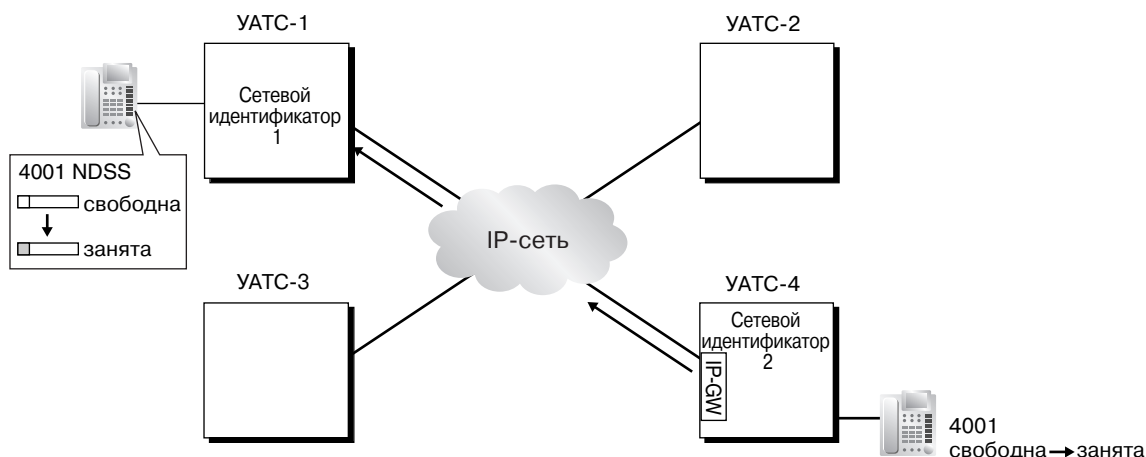 УАТС-1
УАТС-2
Сетевой
идентификатор
1
4001 NDSS
свободна
занята
IP-сеть
УАТС-3
УАТС-4
Сетевой
идентификатор
2
IP-GW
4001
свободна → занята